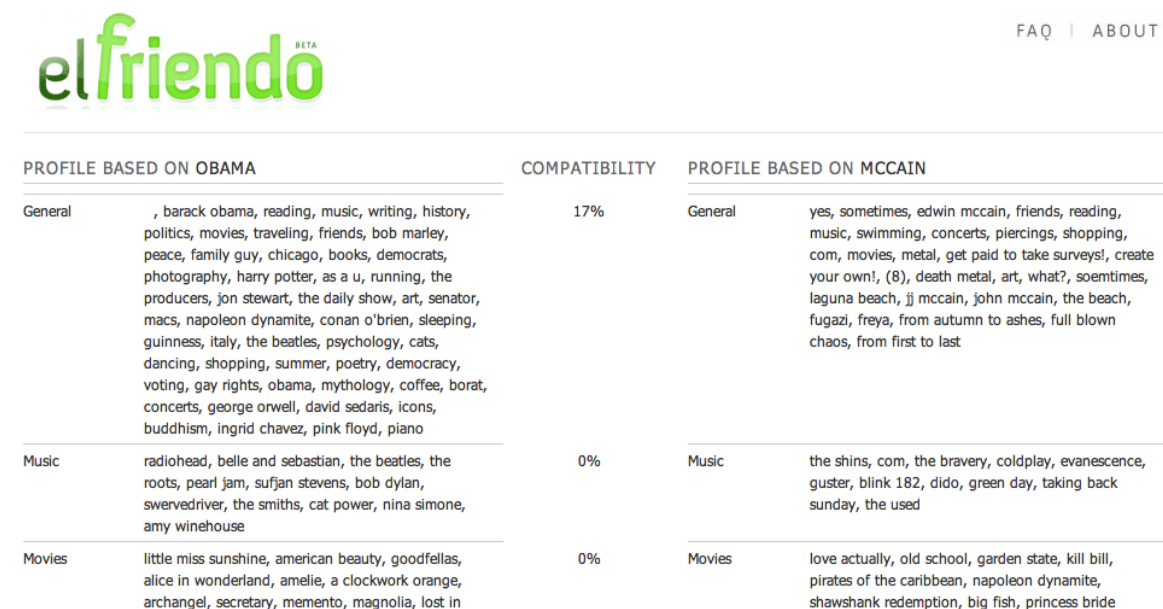 elfriendo
BETA
FAQ | ABOUT
PROFILE BASED ON OBAMA
COMPATIBILITY
PROFILE BASED ON MCCAIN
General
, barack obama, reading, music, writing, history,
politics, movies, traveling, friends, bob marley,
peace, family guy, chicago, books, democrats,
photography, harry potter, as a u, running, the
producers, jon stewart, the daily show, art, senator,
macs, napoleon dynamite, conan o'brien, sleeping,
guinness, italy, the beatles, psychology, cats,
dancing, shopping, summer, poetry, democracy,
voting, gay rights, obama, mythology, coffee, borat,
concerts, george orwell, david sedaris, icons,
buddhism, ingrid chavez, pink floyd, piano
17%
General
yes, sometimes, edwin mccain, friends, reading,
music, swimming, concerts, piercings, shopping,
com, movies, metal, get paid to take surveys!, create
your own!, (8), death metal, art, what?, soemtimes,
laguna beach, jj mccain, john mccain, the beach,
fugazi, freya, from autumn to ashes, full blown
chaos, from first to last
Music
radiohead, belle and sebastian, the beatles, the
roots, pearl jam, sufjan stevens, bob dylan,
swervedriver, the smiths, cat power, nina simone,
amy winehouse
0%
Music
the shins, com, the bravery, coldplay, evanescence,
guster, blink 182, dido, green day, taking back
sunday, the used
Movies
little miss sunshine, american beauty, goodfellas,
alice in wonderland, amelie, a clockwork orange,
archangel, secretary, memento, magnolia, lost in
0%
Movies
love actually, old school, garden state, kill bill,
pirates of the caribbean, napoleon dynamite,
shawshank redemption, big fish, princess bride